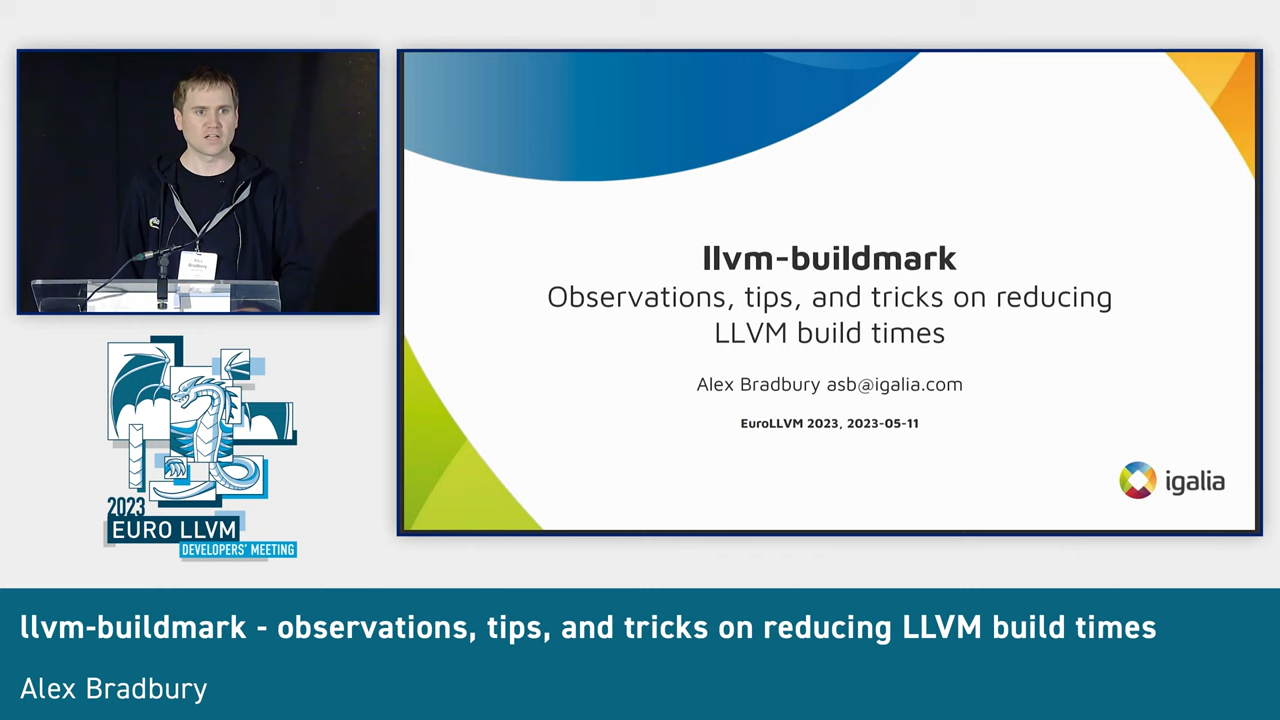 Alex
Bradbury
llvm-buildmark
Observations, tips, and tricks on reducing
LLVM build times
Alex Bradbury asb@igalia.com
EuroLLVM 2023, 2023-05-11
igalia
2023
EURO LLVM
DEVELOPERS' MEETING
llvm-buildmark - observations, tips, and tricks on reducing LLVM build times
Alex Bradbury